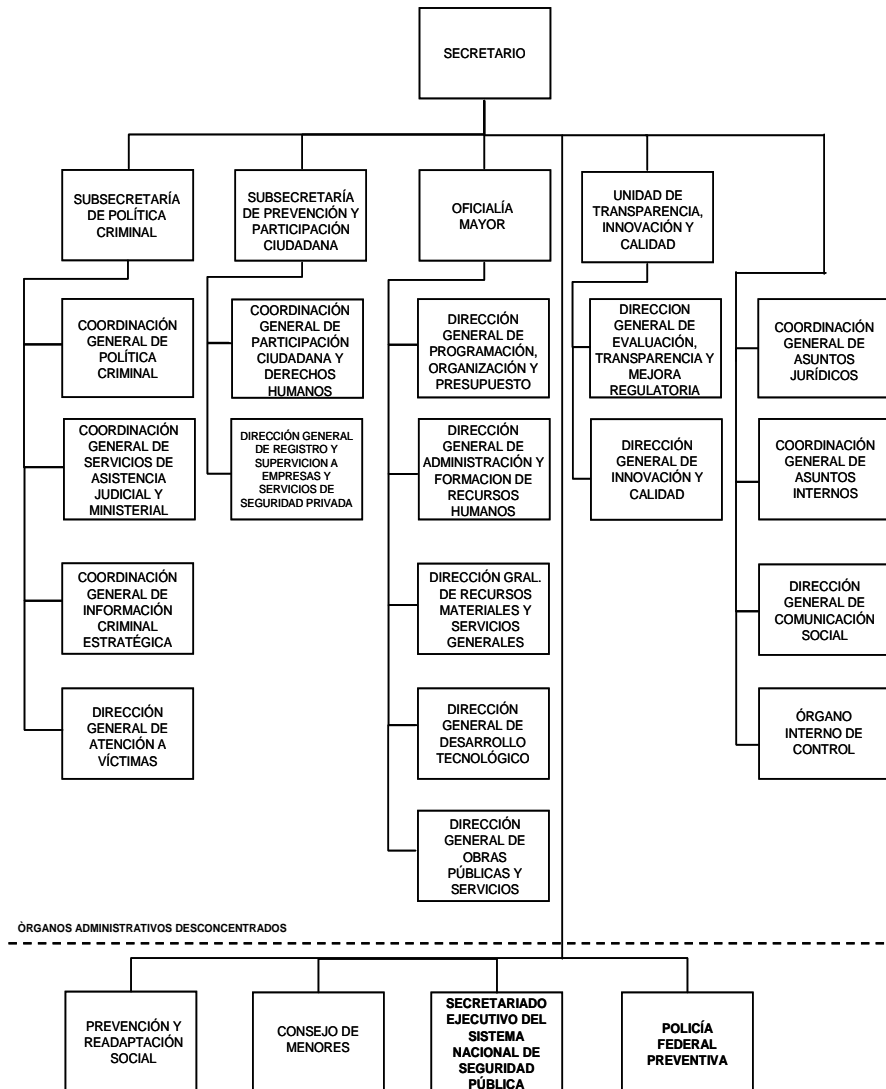 SECRETARIO
SUBSECRETARÍA
DE POLÍTICA
CRIMINAL
SUBSECRETARÍA
DE PREVENCIÓN Y
PARTICIPACIÓN
CIUDADANA
OFICIALÍA
MAYOR
UNIDAD DE
TRANSPARENCIA,
INNOVACIÓN Y
CALIDAD
COORDINACIÓN
GENERAL DE
POLÍTICA
CRIMINAL
COORDINACIÓN
GENERAL DE
PARTICIPACIÓN
CIUDADANA Y
DERECHOS
HUMANOS
DIRECCIÓN
GENERAL DE
PROGRAMACIÓN,
ORGANIZACIÓN Y
PRESUPUESTO
DIRECCION
GENERAL DE
EVALUACIÓN,
TRANSPARENCIA Y
MEJORA
REGULATORIA
COORDINACIÓN
GENERAL DE
ASUNTOS
JURÍDICOS
COORDINACIÓN
GENERAL DE
SERVICIOS DE
ASISTENCIA
JUDICIAL Y
MINISTERIAL
DIRECCIÓN GENERAL
DE REGISTRO Y
SUPERVISION A
EMPRESAS Y
SERVICIOS DE
SEGURIDAD PRIVADA
DIRECCIÓN
GENERAL DE
ADMINISTRACIÓN Y
FORMACION DE
RECURSOS
HUMANOS
DIRECCIÓN
GENERAL DE
INNOVACIÓN Y
CALIDAD
COORDINACIÓN
GENERAL DE
ASUNTOS
INTERNOS
COORDINACIÓN
GENERAL DE
INFORMACIÓN
CRIMINAL
ESTRATÉGICA
DIRECCIÓN GRAL.
DE RECURSOS
MATERIALES Y
SERVICIOS
GENERALES
DIRECCIÓN
GENERAL DE
COMUNICACIÓN
SOCIAL
DIRECCIÓN
GENERAL DE
ATENCIÓN A
VÍCTIMAS
DIRECCIÓN
GENERAL DE
DESARROLLO
TECNOLÓGICO
ÓRGANO
INTERNO DE
CONTROL
DIRECCIÓN
GENERAL DE
OBRAS
PÚBLICAS Y
SERVICIOS
ÒRGANOS ADMINISTRATIVOS DESCONCENTRADOS
PREVENCIÓN Y
READAPTACIÓN
SOCIAL
CONSEJO DE
MENORES
SECRETARIADO
EJECUTIVO DEL
SISTEMA
NACIONAL DE
SEGURIDAD
PÚBLICA
POLICÍA
FEDERAL
PREVENTIVA